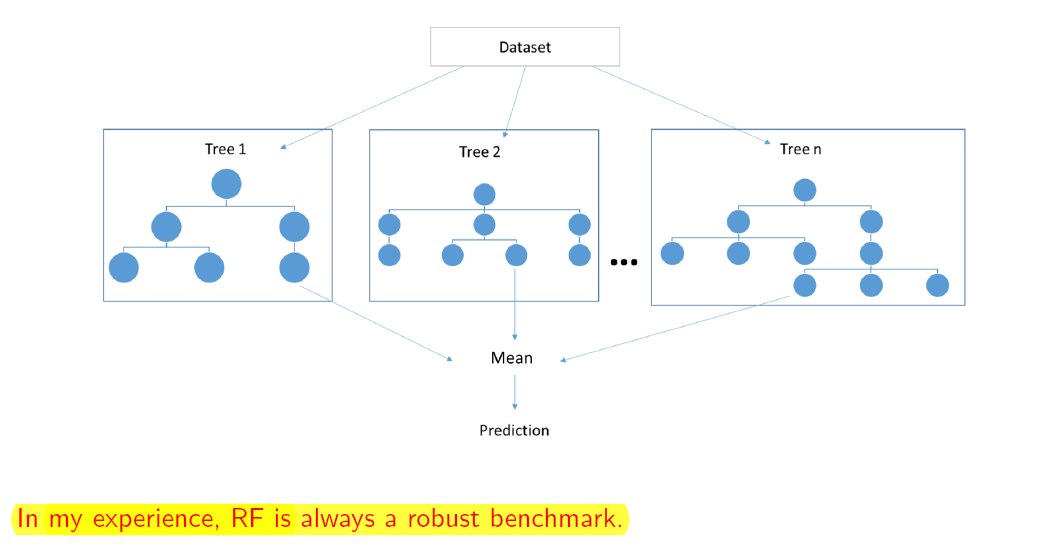 Dataset
Tree 1
Tree 2
Tree n
...
Mean
Prediction
In my experience, RF is always a robust benchmark.